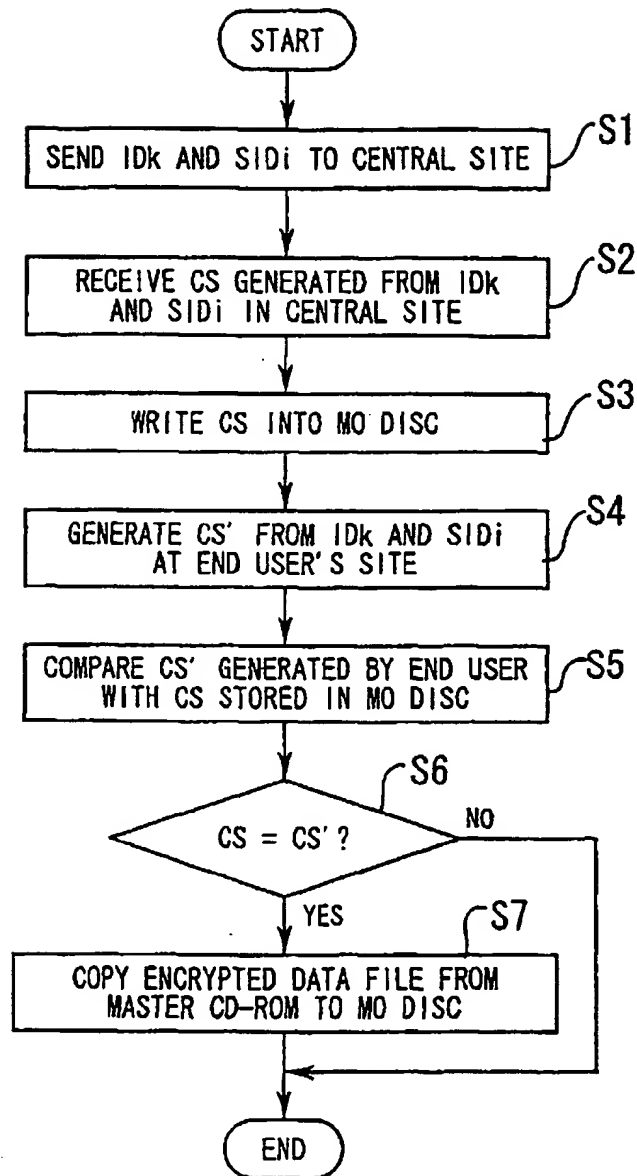 START
S1
SEND IDk AND SIDi TO CENTRAL SITE
S2
RECEIVE CS GENERATED FROM IDk
AND SIDi IN CENTRAL SITE
S3
WRITE CS INTO MO DISC
S4
GENERATE CS' FROM IDk AND SIDi
AT END USER'S SITE
S5
COMPARE CS' GENERATED BY END USER
WITH CS STORED IN MO DISC
S6
CS = CS'?
NO
YES
S7
COPY ENCRYPTED DATA FILE FROM
MASTER CD-ROM TO MO DISC
END